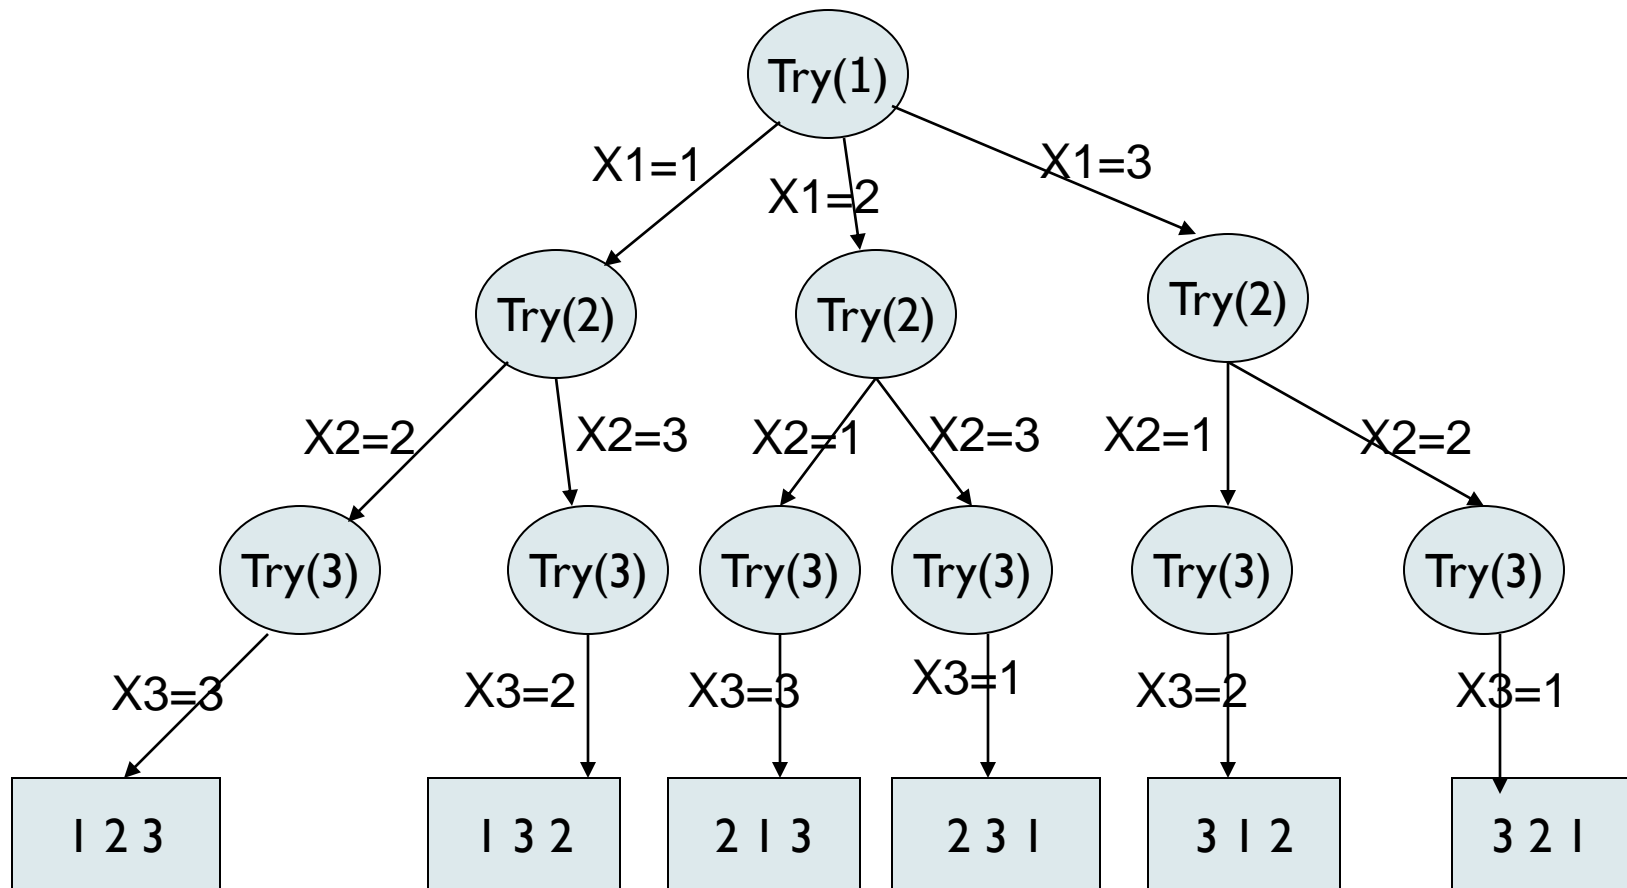 Try(1)
X1=1
X1=2
X1=3
Try(2)
Try(2)
Try(2)
X2=2
X2=3
X2=1
X2=3
X2=1
X2=2
Try(3)
Try(3)
Try(3)
Try(3)
Try(3)
Try(3)
X3=3
X3=2
X3=3
X3=1
X3=2
X3=1
1 2 3
1 3 2
2 1 3
2 3 1
3 1 2
3 2 1